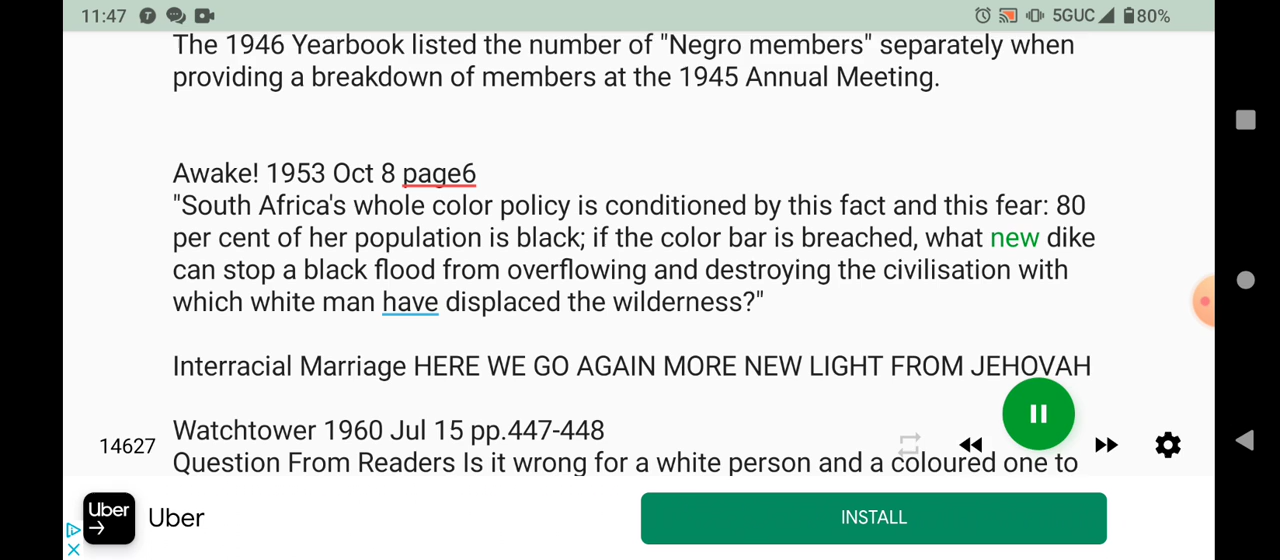 11:47 5GUC 80%
The 1946 Yearbook listed the number of "Negro members" separately when
providing a breakdown of members at the 1945 Annual Meeting.
Awake! 1953 Oct 8 page6
"South Africa's whole color policy is conditioned by this fact and this fear: 80
per cent of her population is black; if the color bar is breached, what new dike
can stop a black flood from overflowing and destroying the civilisation with
which white man have displaced the wilderness?"
Interracial Marriage HERE WE GO AGAIN MORE NEW LIGHT FROM JEHOVAH
Watchtower 1960 Jul 15 pp.447-448
14627
Question From Readers Is it wrong for a white person and a coloured one to
Uber
Uber
INSTALL